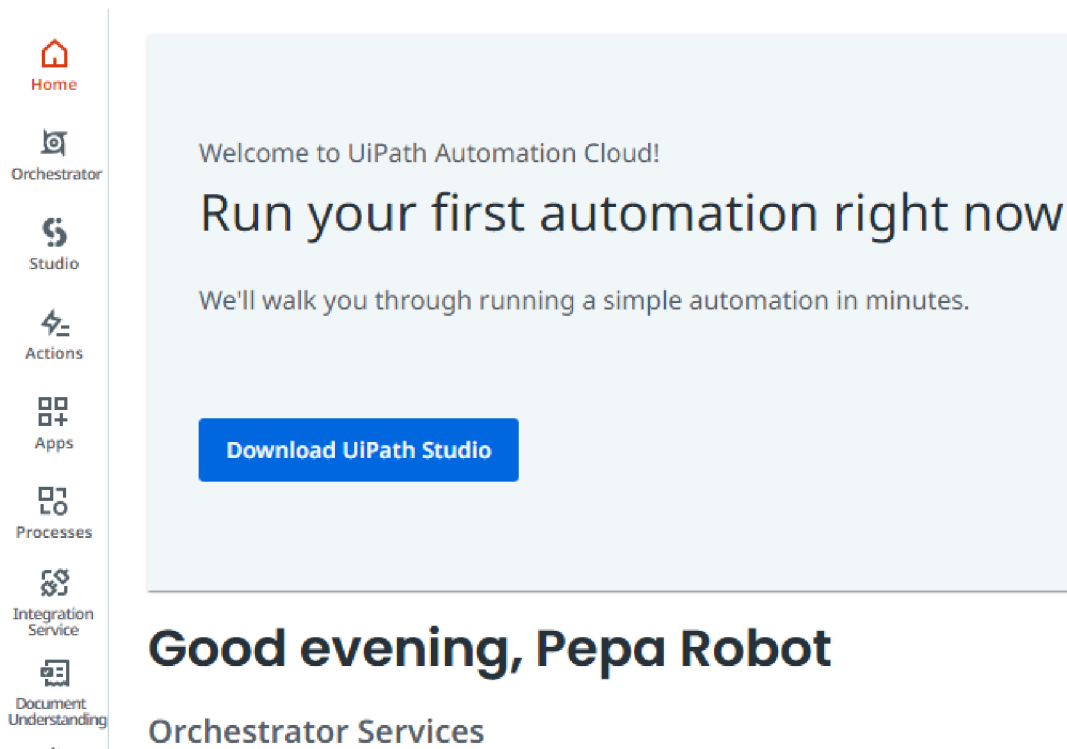 Home
Orchestrator
Studio
Actions
Apps
Processes
Integration
Service
Document
Understanding
Welcome to UiPath Automation Cloud!
Run your first automation right now
We'll walk you through running a simple automation in minutes.
Download UiPath Studio
Good evening, Pepa Robot
Orchestrator Services